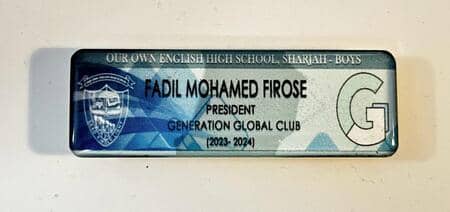 OUR OWN ENGLISH HIGH SCHOOL, SHARJAH - BOYS
FADIL MOHAMED FIROSE
PRESIDENT
GENERATION GLOBAL CLUB
(2023- 2024)
G